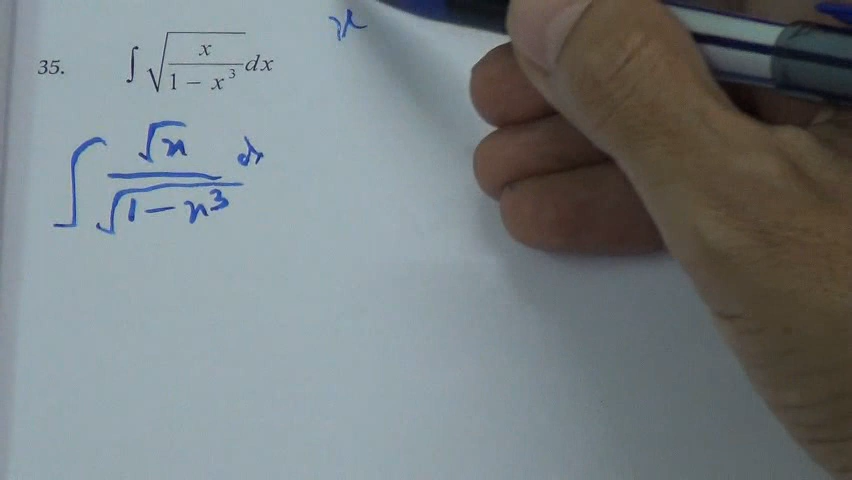 35. ∫ √(x / (1 − x³)) dx
x
∫ √x / √(1 − x³) dx